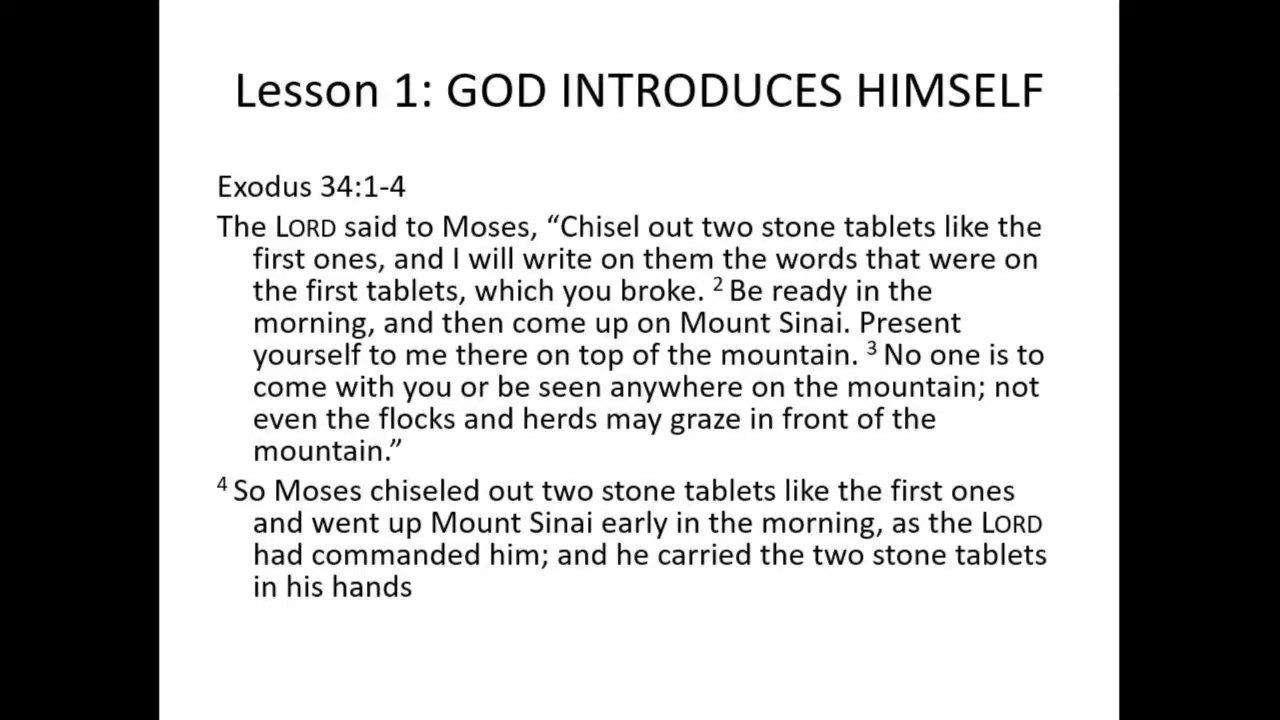 Lesson 1: GOD INTRODUCES HIMSELF
Exodus 34:1-4
The LORD said to Moses, “Chisel out two stone tablets like the
first ones, and I will write on them the words that were on
the first tablets, which you broke. 2 Be ready in the
morning, and then come up on Mount Sinai. Present
yourself to me there on top of the mountain. 3 No one is to
come with you or be seen anywhere on the mountain; not
even the flocks and herds may graze in front of the
mountain.”
4 So Moses chiseled out two stone tablets like the first ones
and went up Mount Sinai early in the morning, as the LORD
had commanded him; and he carried the two stone tablets
in his hands